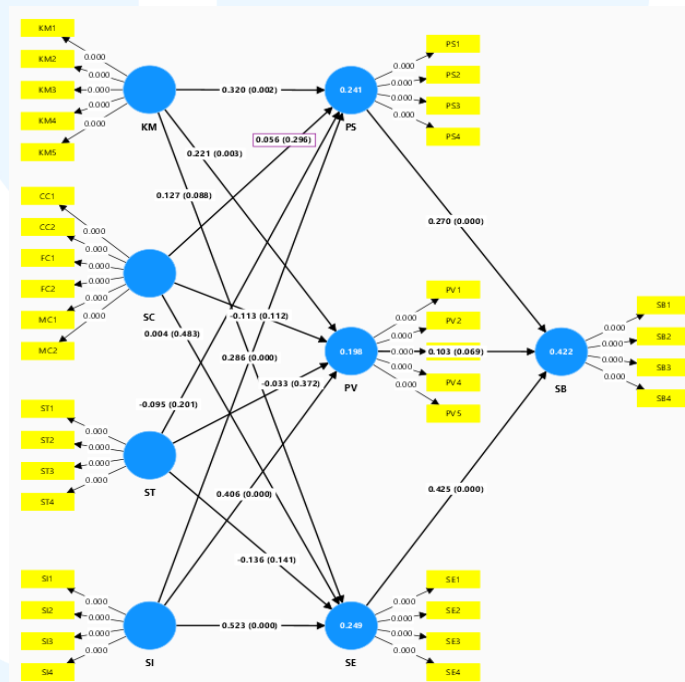 KM1
KM2
KM3
KM4
KM5
0.000
0.000
0.000
0.000
0.000
KM
CC1
CC2
FC1
FC2
MC1
MC2
0.000
0.000
0.000
0.000
0.000
0.000
SC
ST1
ST2
ST3
ST4
0.000
0.000
0.000
0.000
ST
SI1
SI2
SI3
SI4
0.000
0.000
0.000
0.000
SI
0.320 (0.002)
0.056 (0.296)
0.221 (0.003)
0.127 (0.088)
-0.113 (0.112)
0.004 (0.483)
0.286 (0.000)
-0.033 (0.372)
-0.095 (0.201)
0.406 (0.000)
-0.136 (0.141)
0.523 (0.000)
0.241
PS
0.000
0.000
0.000
0.000
PS1
PS2
PS3
PS4
0.198
PV
0.000
0.000
0.000
0.000
0.000
PV1
PV2
PV4
PV5
0.249
SE
0.000
0.000
0.000
0.000
SE1
SE2
SE3
SE4
0.270 (0.000)
0.103 (0.069)
0.425 (0.000)
0.422
SB
0.000
0.000
0.000
0.000
SB1
SB2
SB3
SB4